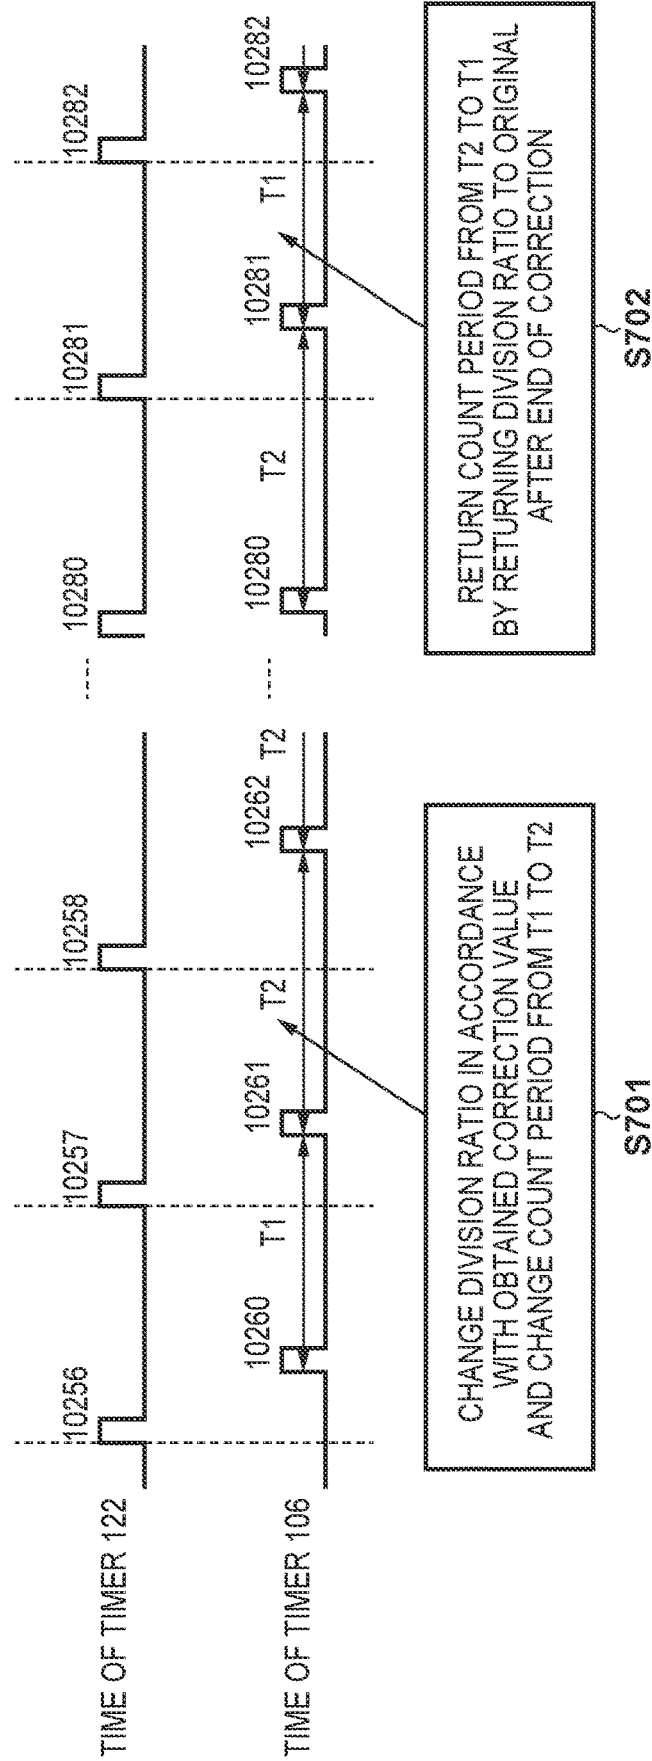 TIME OF TIMER 122
10256
10257
10258
10280
10281
10282
TIME OF TIMER 106
10260
T1
10261
T2
10262
T2
10280
T2
10281
T1
10282
CHANGE DIVISION RATIO IN ACCORDANCE
WITH OBTAINED CORRECTION VALUE
AND CHANGE COUNT PERIOD FROM T1 TO T2
S701
RETURN COUNT PERIOD FROM T2 TO T1
BY RETURNING DIVISION RATIO TO ORIGINAL
AFTER END OF CORRECTION
S702